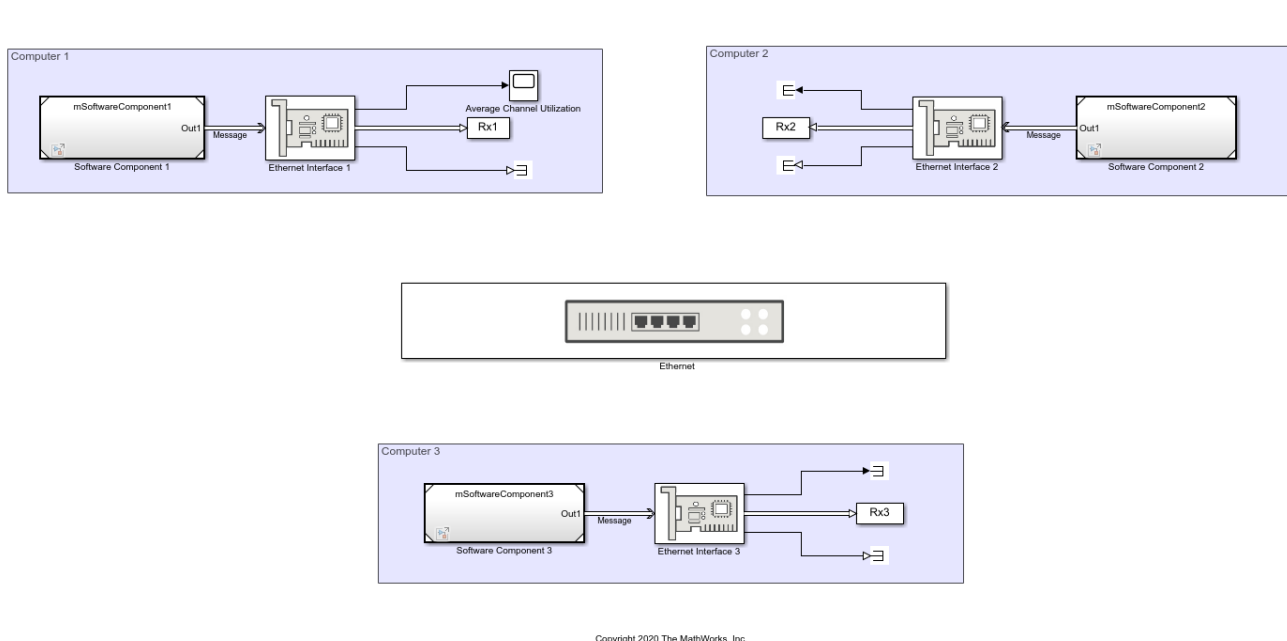 Computer 1
mSoftwareComponent1
Out1
Message
Software Component 1
Ethernet Interface 1
Average Channel Utilization
Rx1
Computer 2
Rx2
Ethernet Interface 2
Message
mSoftwareComponent2
Out1
Software Component 2
Ethernet
Computer 3
mSoftwareComponent3
Out1
Message
Software Component 3
Ethernet Interface 3
Rx3
Copyright 2020 The MathWorks, Inc.